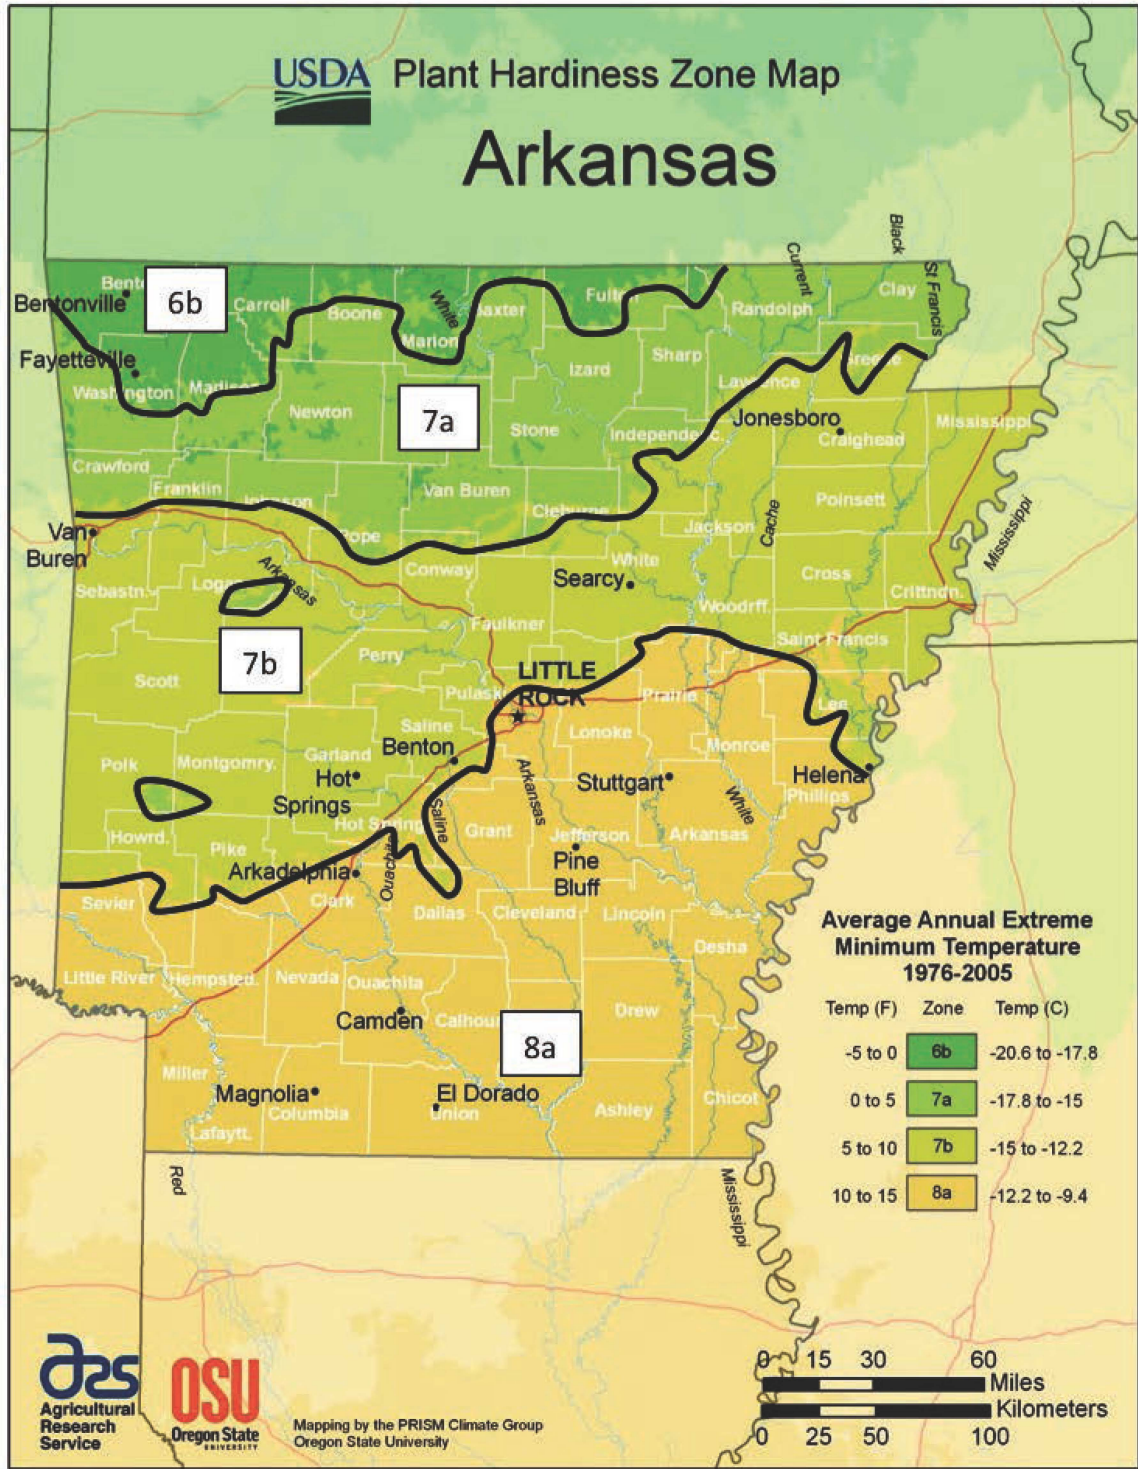 USDA Plant Hardiness Zone Map
Arkansas
Black
Current
St Francis
6b
Carroll
Boone
White
Marion
Randolph
Clay
Bentonville
Fayetteville
Washington
Newton
7a
Stone
Izard
Sharp
Lawrence
Jonesboro
Craighead
Mississippi
Crawford
Franklin
Van Buren
Cleburne
Poinsett
Pope
Jackson
Cache
Mississippi
Van
Buren
Sebastn.
Arkansas
Conway
White
Searcy
Woodrff.
Cross
Crittndn.
Faulkner
Saint Francis
7b
Scott
Perry
Pulaski
LITTLE
ROCK
Prairie
Lee
Saline
Lonoke
Monroe
Polk
Montgomry.
Garland
Benton
Hot
Springs
Arkansas
Stuttgart
White
Helena
Phillips
Howrd.
Pike
Hot Spring
Saline
Grant
Jefferson
Arkansas
Pine
Bluff
Arkadelphia
Ouachita
Sevier
Clark
Dallas
Cleveland
Lincoln
Desha
Little River
Hempsted.
Nevada
Ouachita
Camden
8a
Drew
Miller
Magnolia
Columbia
El Dorado
Union
Ashley
Chicot
Lafaytt.
Red
Mississippi
Average Annual Extreme
Minimum Temperature
1976-2005
Temp (F) Zone Temp (C)
-5 to 0 6b -20.6 to -17.8
0 to 5 7a -17.8 to -15
5 to 10 7b -15 to -12.2
10 to 15 8a -12.2 to -9.4
ars
Agricultural
Research
Service
OSU
Oregon State
UNIVERSITY
Mapping by the PRISM Climate Group
Oregon State University
0 15 30 60
Miles
Kilometers
0 25 50 100